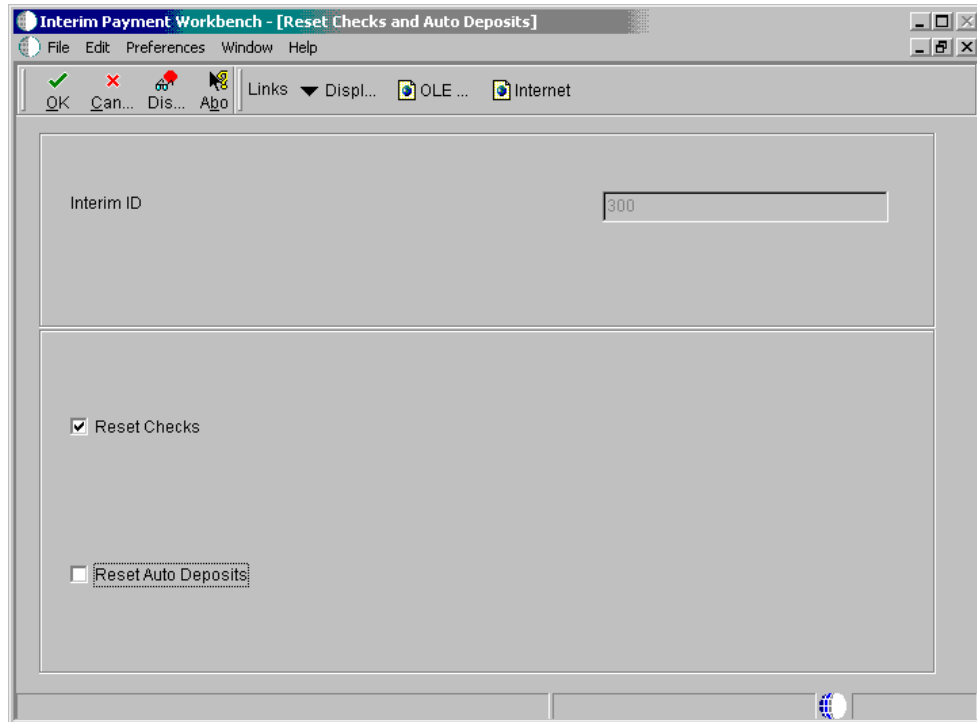 Interim Payment Workbench - [Reset Checks and Auto Deposits]
File Edit Preferences Window Help
OK Can... Dis... Abo Links Displ... OLE ... Internet
Interim ID 300
Reset Checks
Reset Auto Deposits